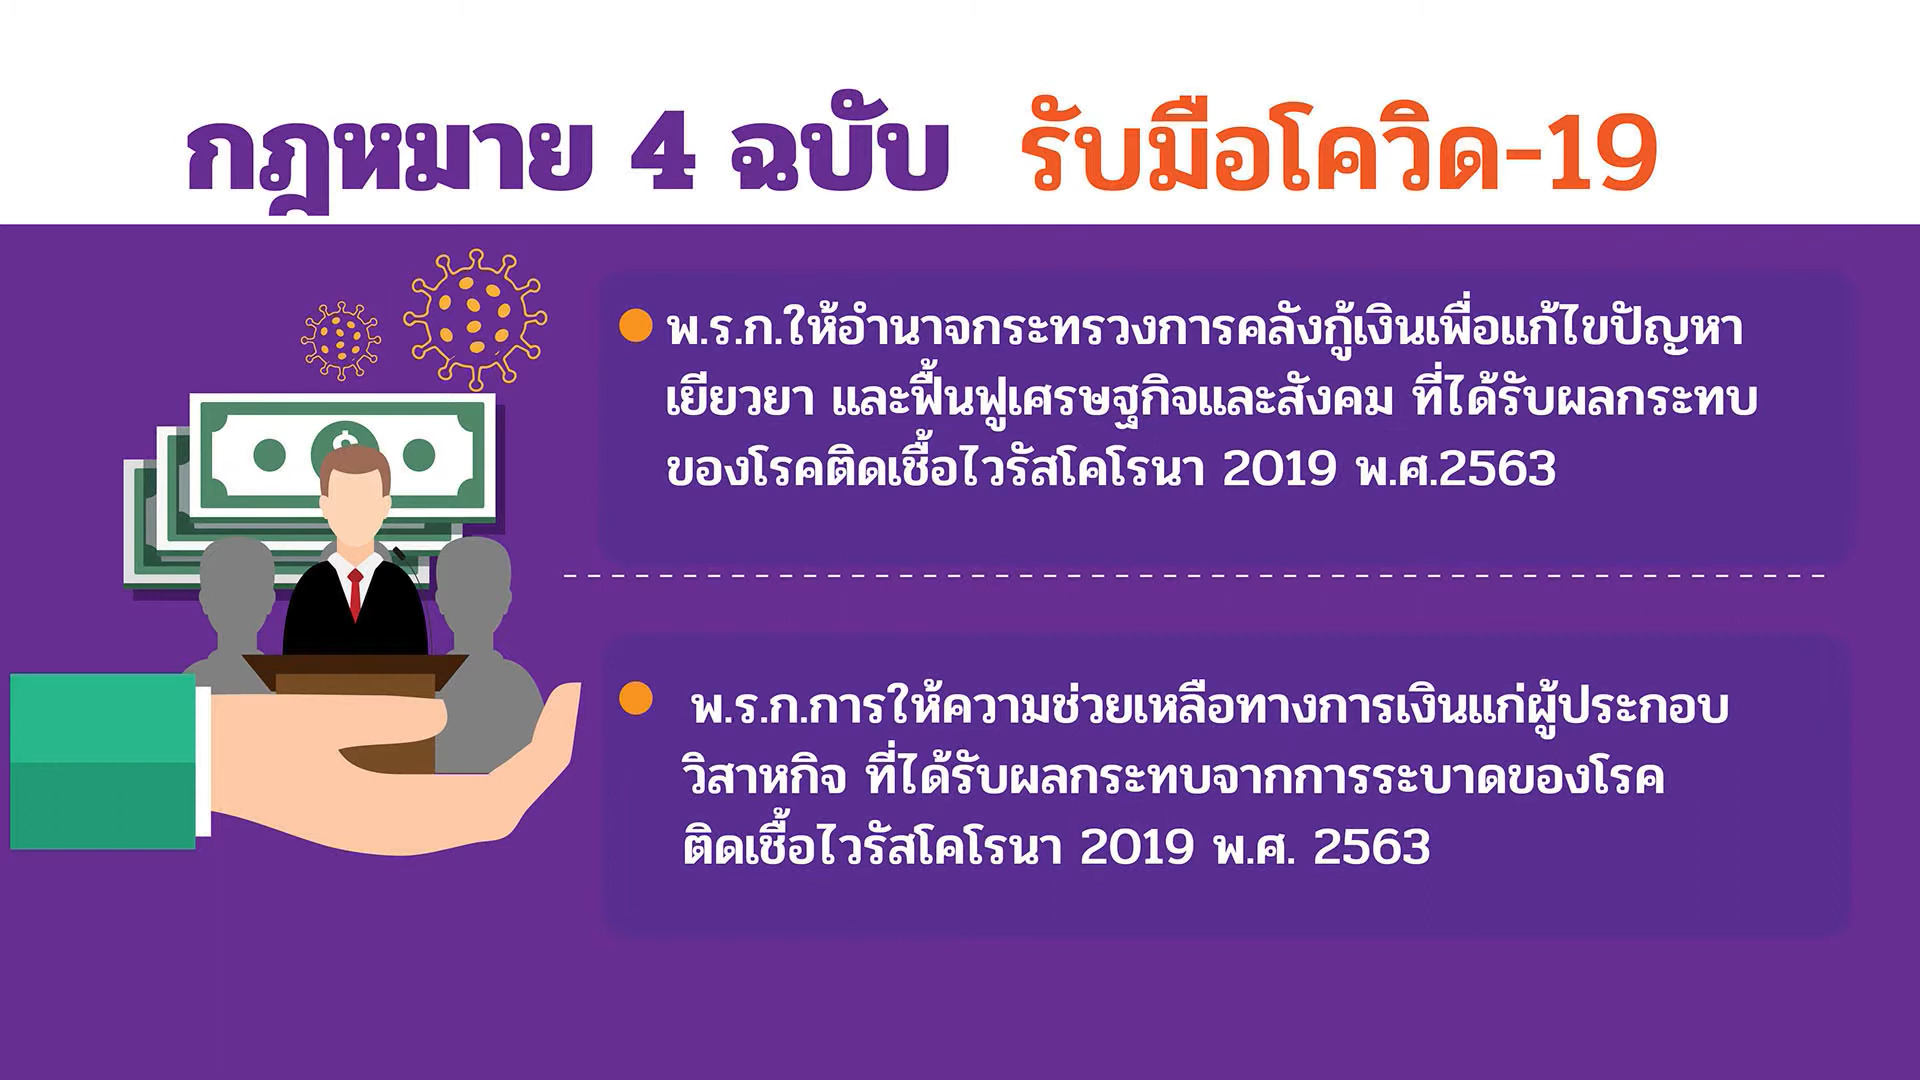 กฎหมาย 4 ฉบับ รับมือโควิด-19
พ.ร.ก.ให้อำนาจกระทรวงการคลังกู้เงินเพื่อแก้ไขปัญหา
เยียวยา และฟื้นฟูเศรษฐกิจและสังคม ที่ได้รับผลกระทบ
ของโรคติดเชื้อไวรัสโคโรนา 2019 พ.ศ.2563
พ.ร.ก.การให้ความช่วยเหลือทางการเงินแก่ผู้ประกอบ
วิสาหกิจ ที่ได้รับผลกระทบจากการระบาดของโรค
ติดเชื้อไวรัสโคโรนา 2019 พ.ศ. 2563